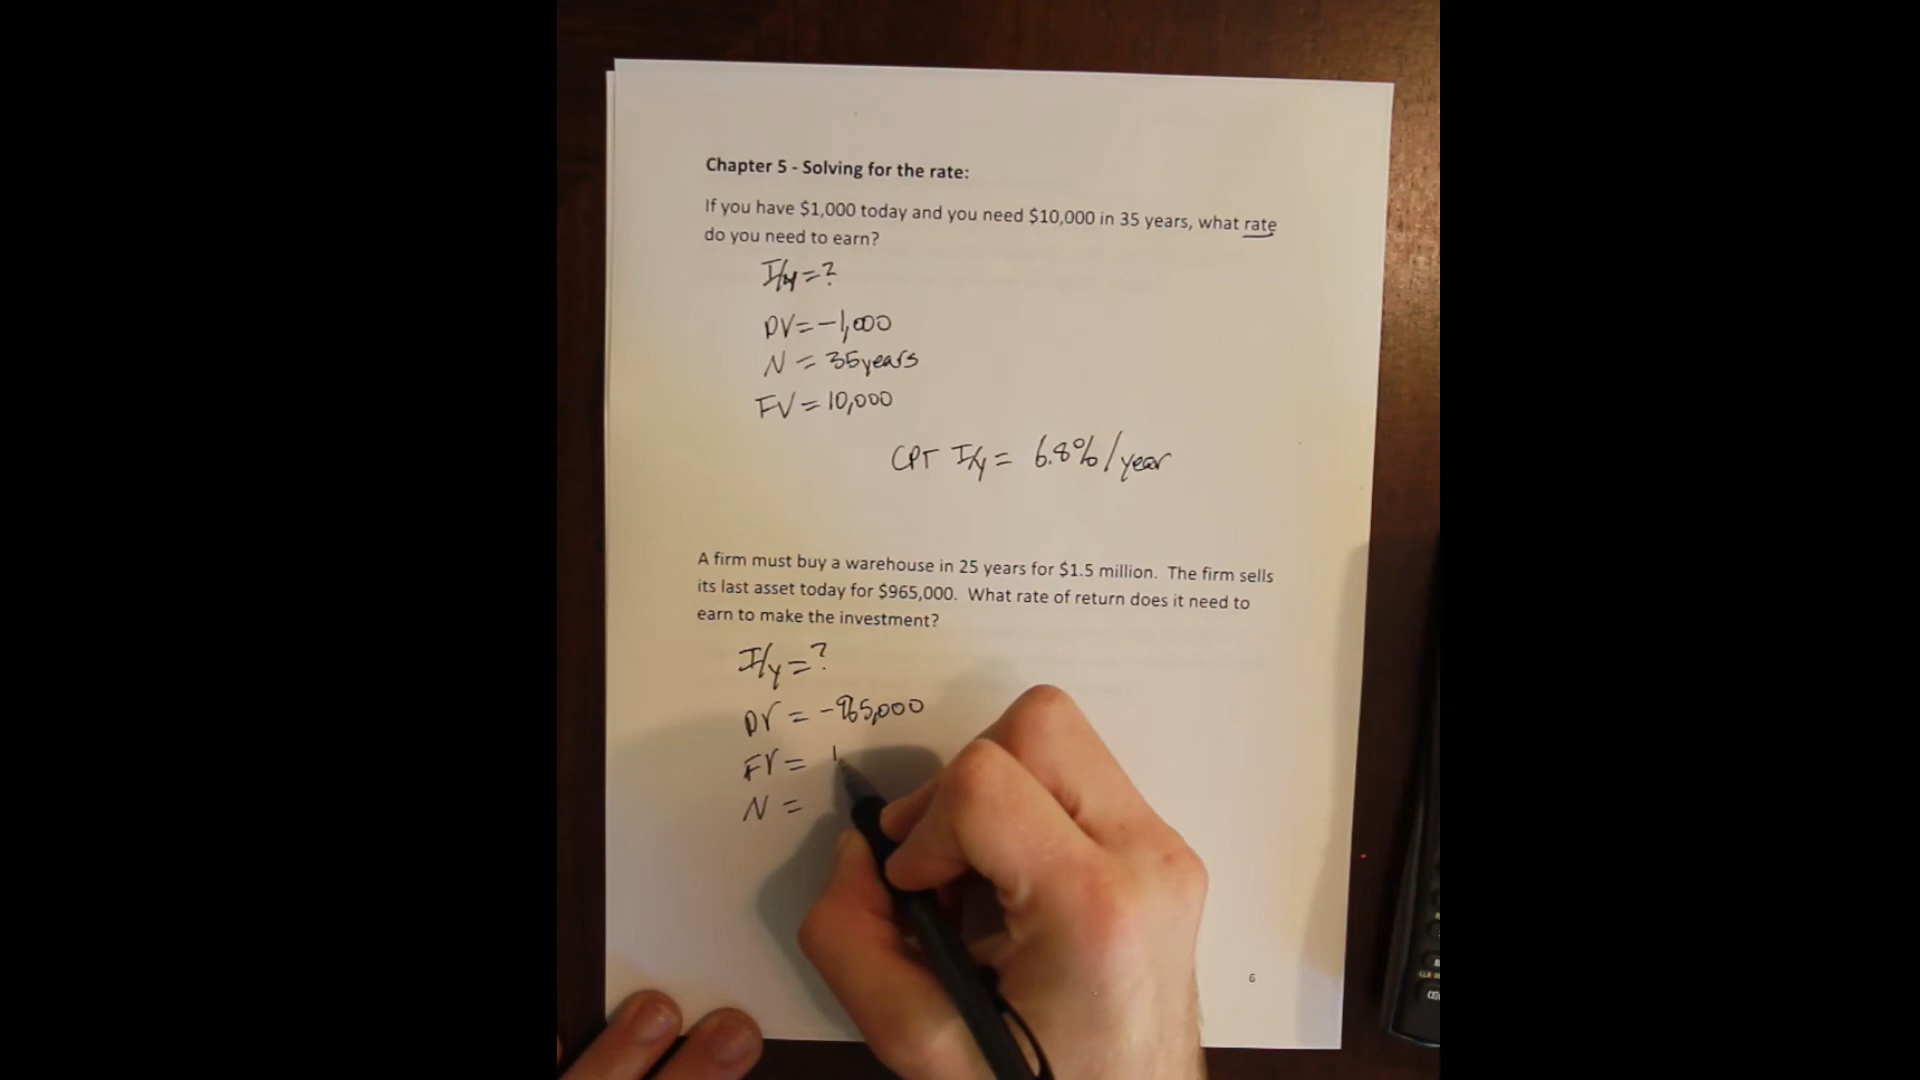 Chapter 5 - Solving for the rate:
If you have $1,000 today and you need $10,000 in 35 years, what rate
do you need to earn?
I/Y = ?
PV = -1,000
N = 35 years
FV = 10,000
CPT I/Y = 6.8% / year
A firm must buy a warehouse in 25 years for $1.5 million. The firm sells
its last asset today for $965,000. What rate of return does it need to
earn to make the investment?
I/Y = ?
PV = -965,000
FV = 1
N =
6